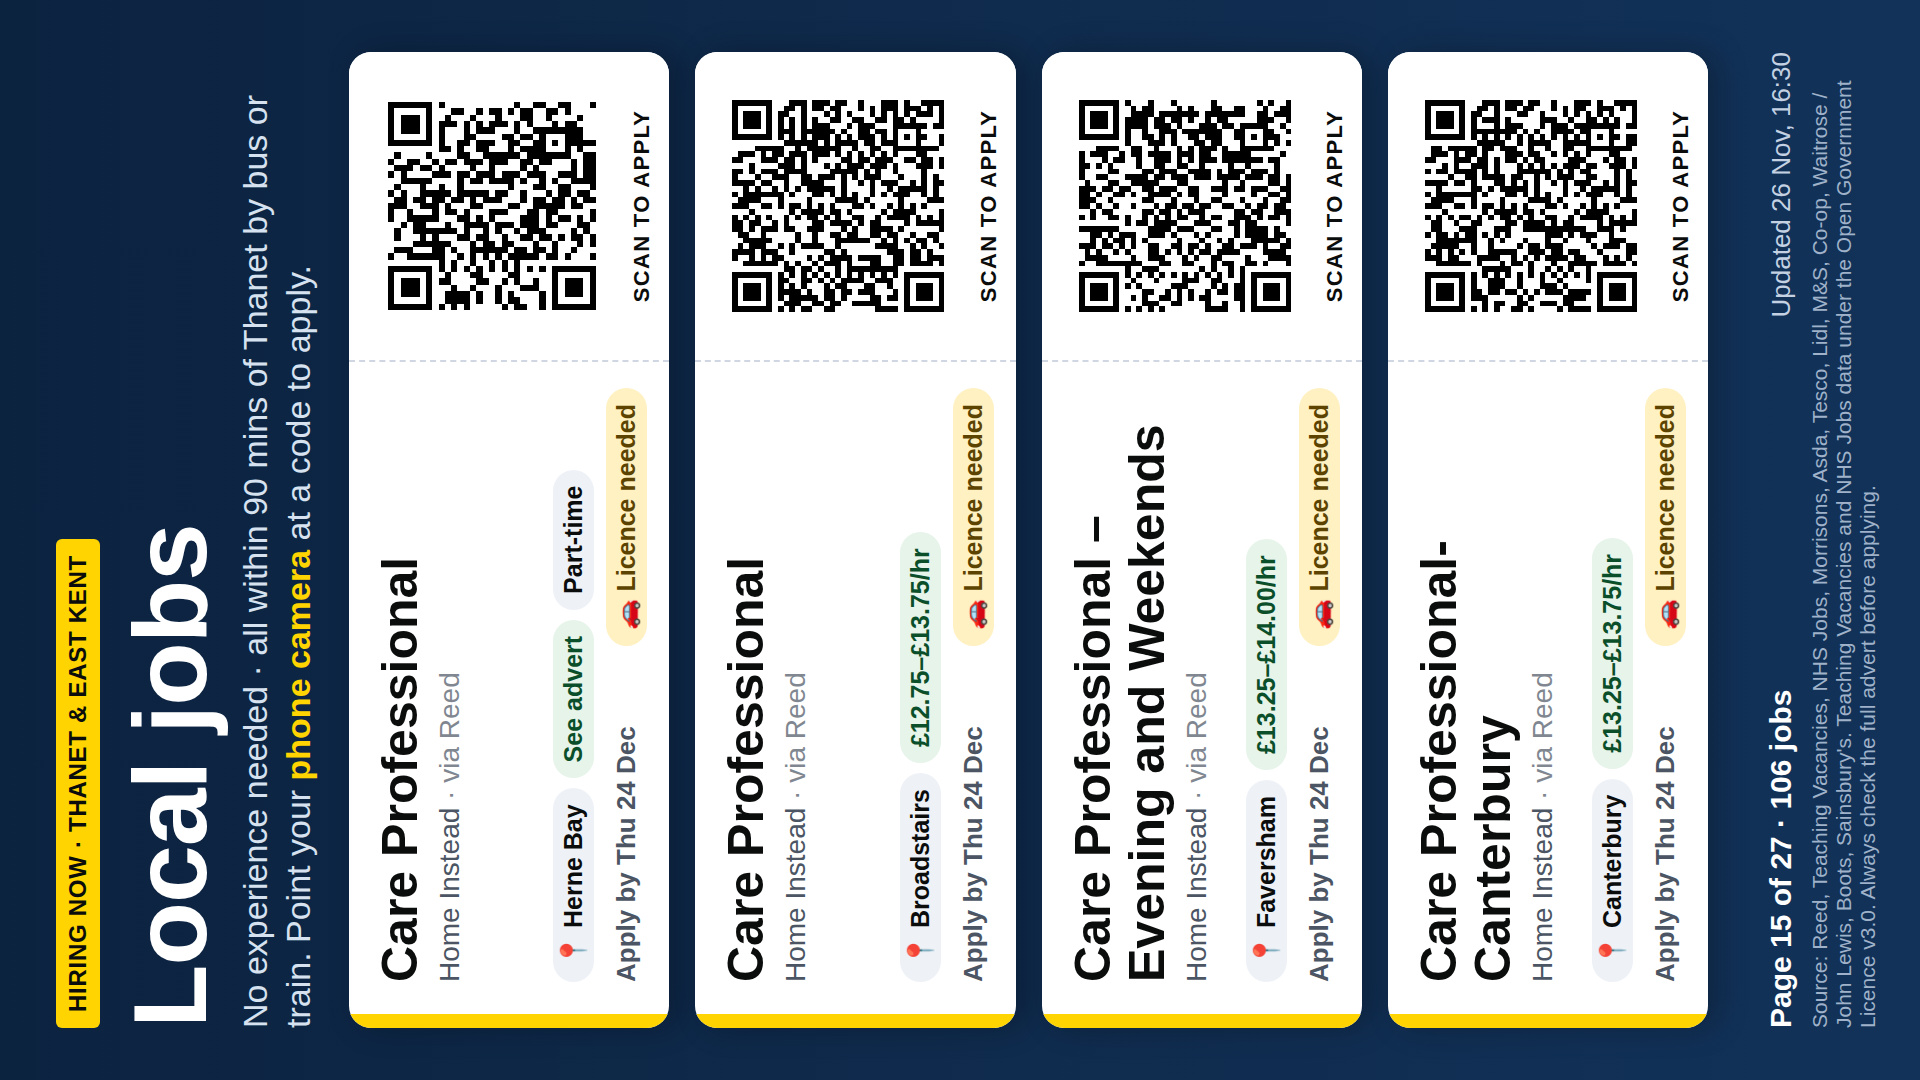 HIRING NOW · THANET & EAST KENT
Local jobs
No experience needed · all within 90 mins of Thanet by bus or
train. Point your phone camera at a code to apply.
Care Professional
Home Instead · via Reed
📍 Herne Bay
See advert
Part-time
Apply by Thu 24 Dec
🚗 Licence needed
SCAN TO APPLY
Care Professional
Home Instead · via Reed
📍 Broadstairs
£12.75–£13.75/hr
Apply by Thu 24 Dec
🚗 Licence needed
SCAN TO APPLY
Care Professional –
Evening and Weekends
Home Instead · via Reed
📍 Faversham
£13.25–£14.00/hr
Apply by Thu 24 Dec
🚗 Licence needed
SCAN TO APPLY
Care Professional-
Canterbury
Home Instead · via Reed
📍 Canterbury
£13.25–£13.75/hr
Apply by Thu 24 Dec
🚗 Licence needed
SCAN TO APPLY
Page 15 of 27 · 106 jobs
Updated 26 Nov, 16:30
Source: Reed, Teaching Vacancies, NHS Jobs, Morrisons, Asda, Tesco, Lidl, M&S, Co-op, Waitrose /
John Lewis, Boots, Sainsbury's. Teaching Vacancies and NHS Jobs data under the Open Government
Licence v3.0. Always check the full advert before applying.